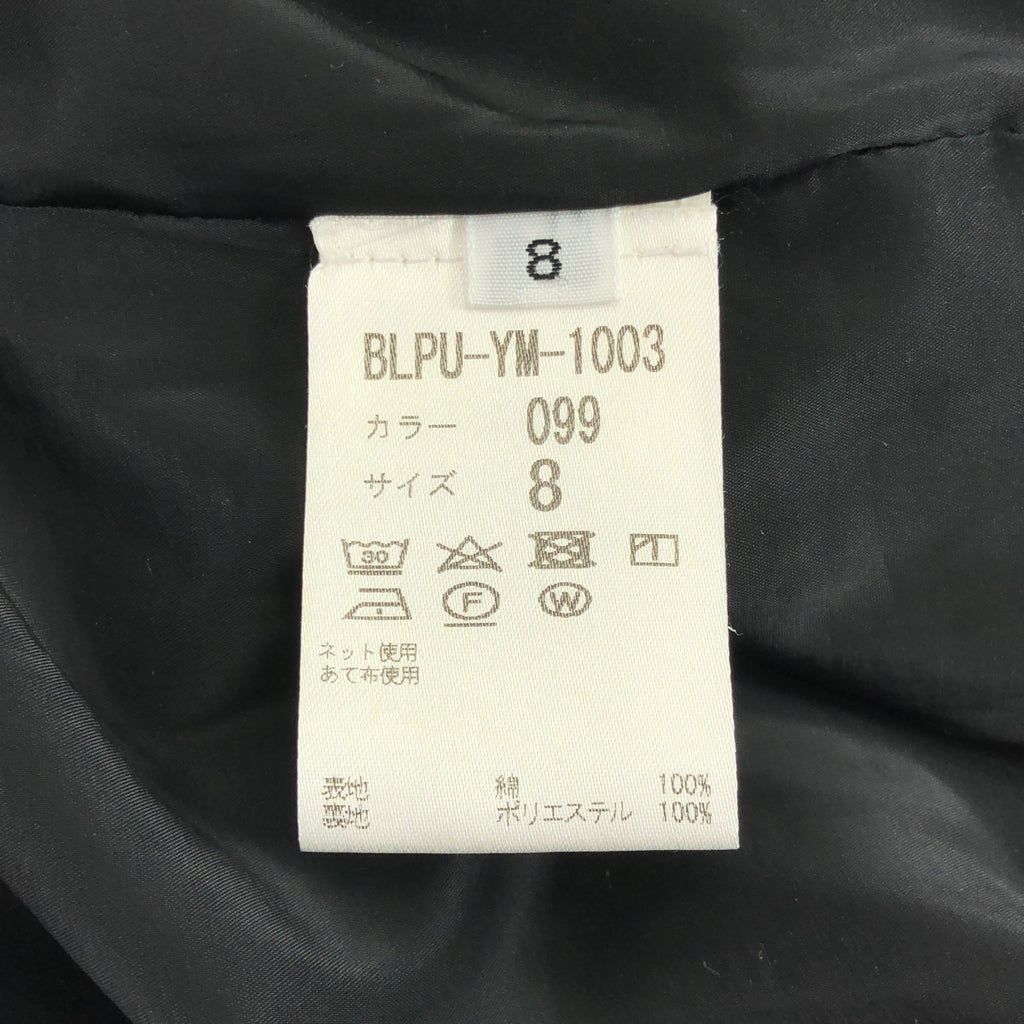 8
BLPU-YM-1003
カラー 099
サイズ 8
30
F W
ネット使用
あて布使用
表地 綿 100%
裏地 ポリエステル 100%